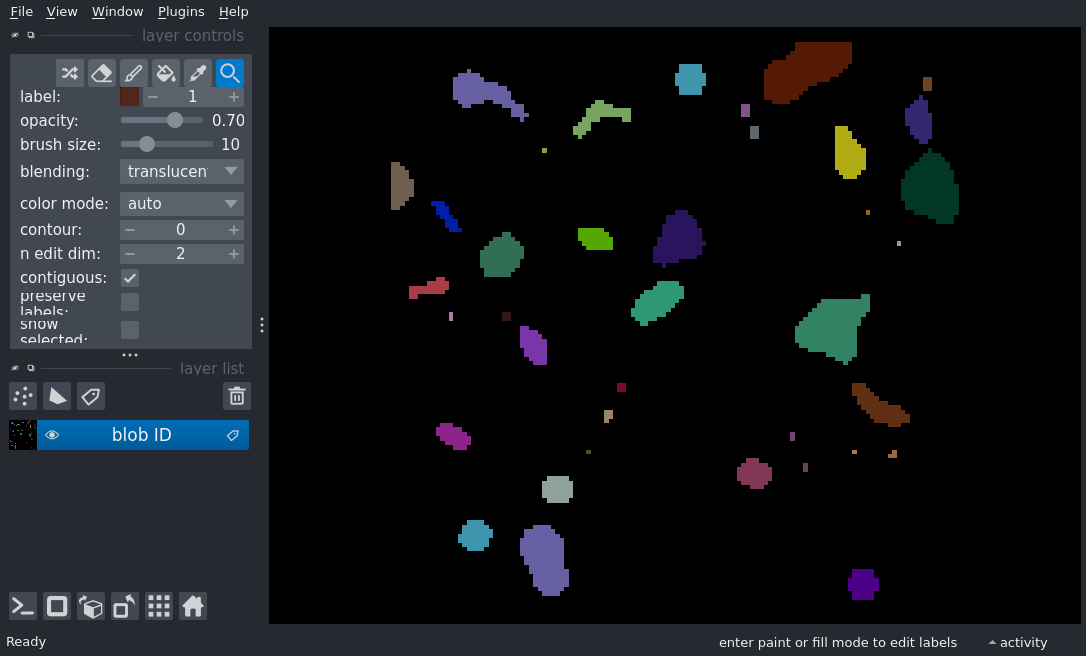 File View Window Plugins Help
layer controls
label: 1
opacity: 0.70
brush size: 10
blending: translucen
color mode: auto
contour: 0
n edit dim: 2
contiguous:
preserve
labels:
show
selected:
layer list
blob ID
Ready enter paint or fill mode to edit labels activity